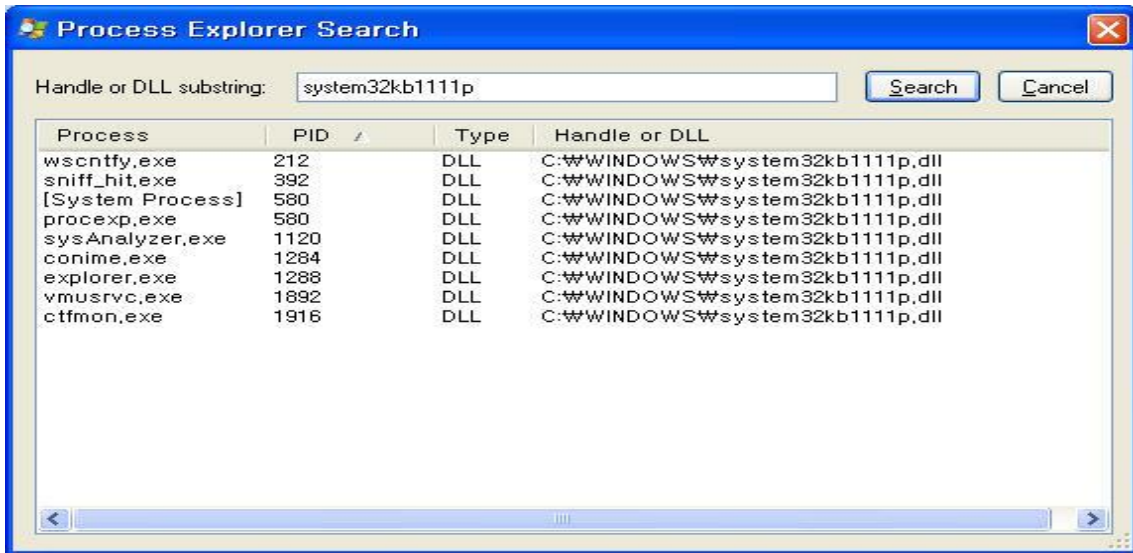 Process Explorer Search
Handle or DLL substring: system32kb1111p Search Cancel
Process PID Type Handle or DLL
wscntfy,exe 212 DLL C:₩WINDOWS₩system32kb1111p,dll
sniff_hit,exe 392 DLL C:₩WINDOWS₩system32kb1111p,dll
[System Process] 580 DLL C:₩WINDOWS₩system32kb1111p,dll
procexp,exe 580 DLL C:₩WINDOWS₩system32kb1111p,dll
sysAnalyzer,exe 1120 DLL C:₩WINDOWS₩system32kb1111p,dll
conime,exe 1284 DLL C:₩WINDOWS₩system32kb1111p,dll
explorer,exe 1288 DLL C:₩WINDOWS₩system32kb1111p,dll
vmusrvc,exe 1892 DLL C:₩WINDOWS₩system32kb1111p,dll
ctfmon,exe 1916 DLL C:₩WINDOWS₩system32kb1111p,dll